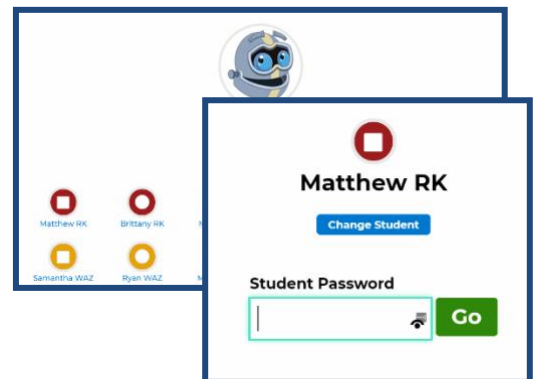 Matthew RK
Brittany RK
Samantha WAZ
Ryan WAZ
Matthew RK
Change Student
Student Password
Go